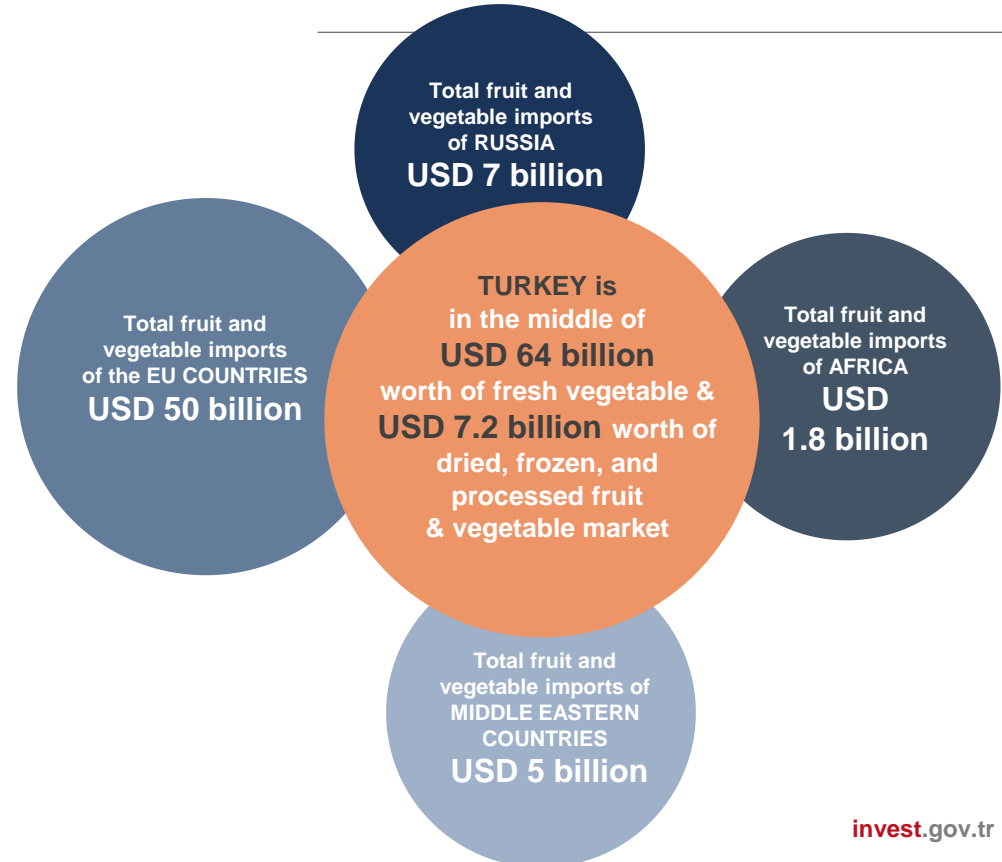 Total fruit and
vegetable imports
of RUSSIA
USD 7 billion
Total fruit and
vegetable imports
of the EU COUNTRIES
USD 50 billion
TURKEY is
in the middle of
USD 64 billion
worth of fresh vegetable &
USD 7.2 billion worth of
dried, frozen, and
processed fruit
& vegetable market
Total fruit and
vegetable imports
of AFRICA
USD
1.8 billion
Total fruit and
vegetable imports of
MIDDLE EASTERN
COUNTRIES
USD 5 billion
invest.gov.tr